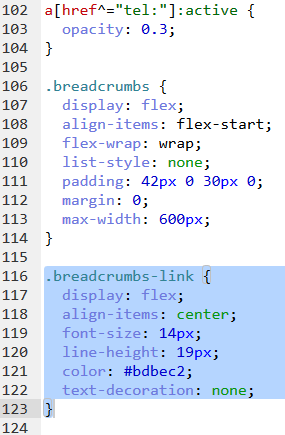 102 a[href^="tel:"]:active {
103   opacity: 0.3;
104 }
105
106 .breadcrumbs {
107   display: flex;
108   align-items: flex-start;
109   flex-wrap: wrap;
110   list-style: none;
111   padding: 42px 0 30px 0;
112   margin: 0;
113   max-width: 600px;
114 }
115
116 .breadcrumbs-link {
117   display: flex;
118   align-items: center;
119   font-size: 14px;
120   line-height: 19px;
121   color: #bdbec2;
122   text-decoration: none;
123 }
124